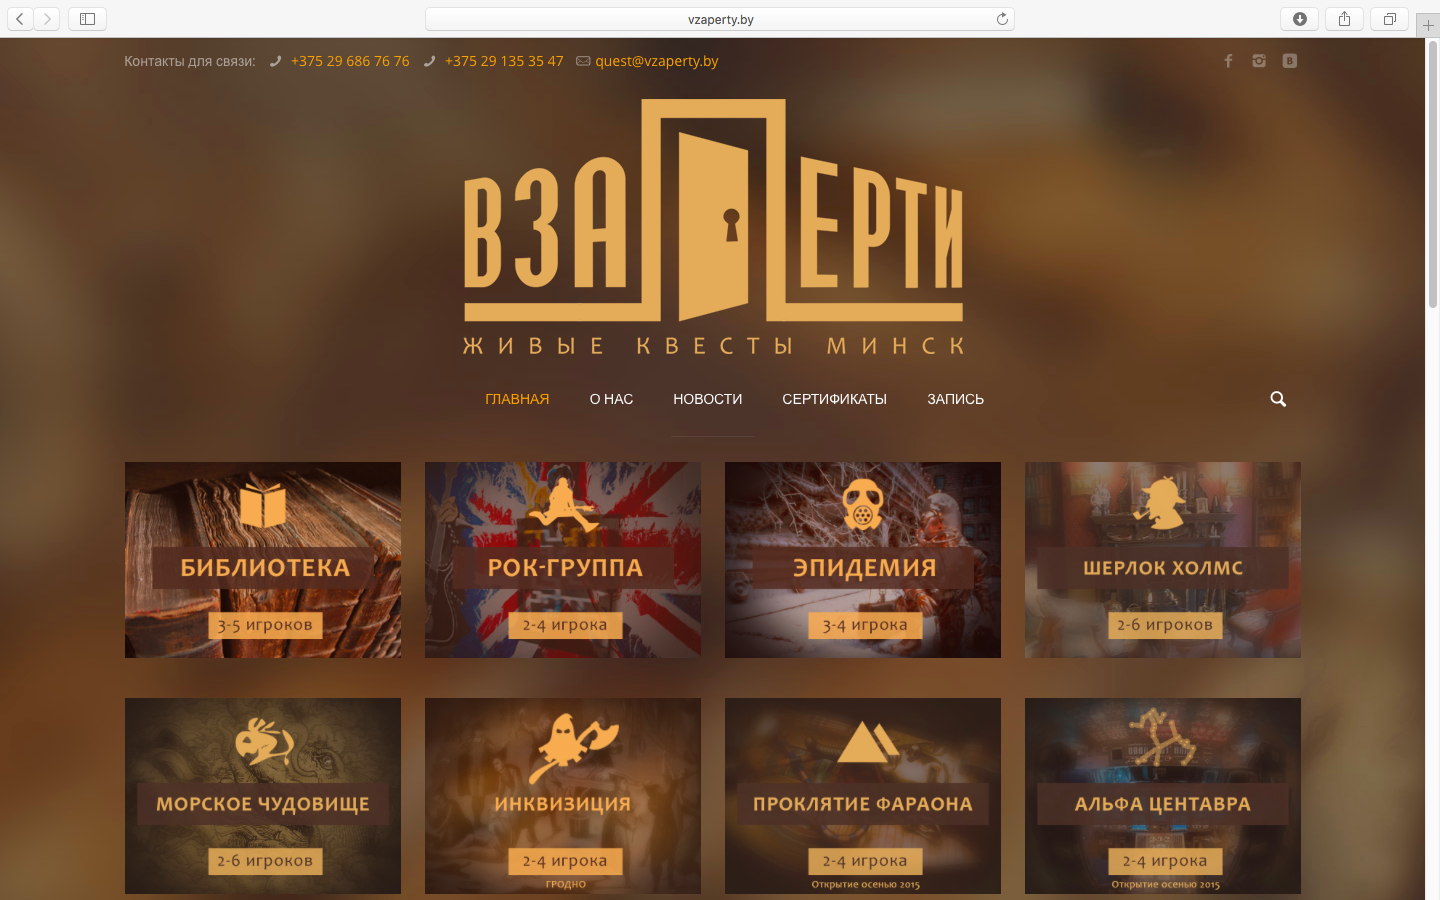 vzaperty.by
Контакты для связи: +375 29 686 76 76 +375 29 135 35 47 quest@vzaperty.by
ВЗАПЕРТИ
ЖИВЫЕ КВЕСТЫ МИНСК
ГЛАВНАЯ О НАС НОВОСТИ СЕРТИФИКАТЫ ЗАПИСЬ
БИБЛИОТЕКА
3-5 игроков
РОК-ГРУППА
2-4 игрока
ЭПИДЕМИЯ
3-4 игрока
ШЕРЛОК ХОЛМС
2-6 игроков
МОРСКОЕ ЧУДОВИЩЕ
2-6 игроков
ИНКВИЗИЦИЯ
2-4 игрока
ГРОДНО
ПРОКЛЯТИЕ ФАРАОНА
2-4 игрока
Открытие осенью 2015
АЛЬФА ЦЕНТАВРА
2-4 игрока
Открытие осенью 2015